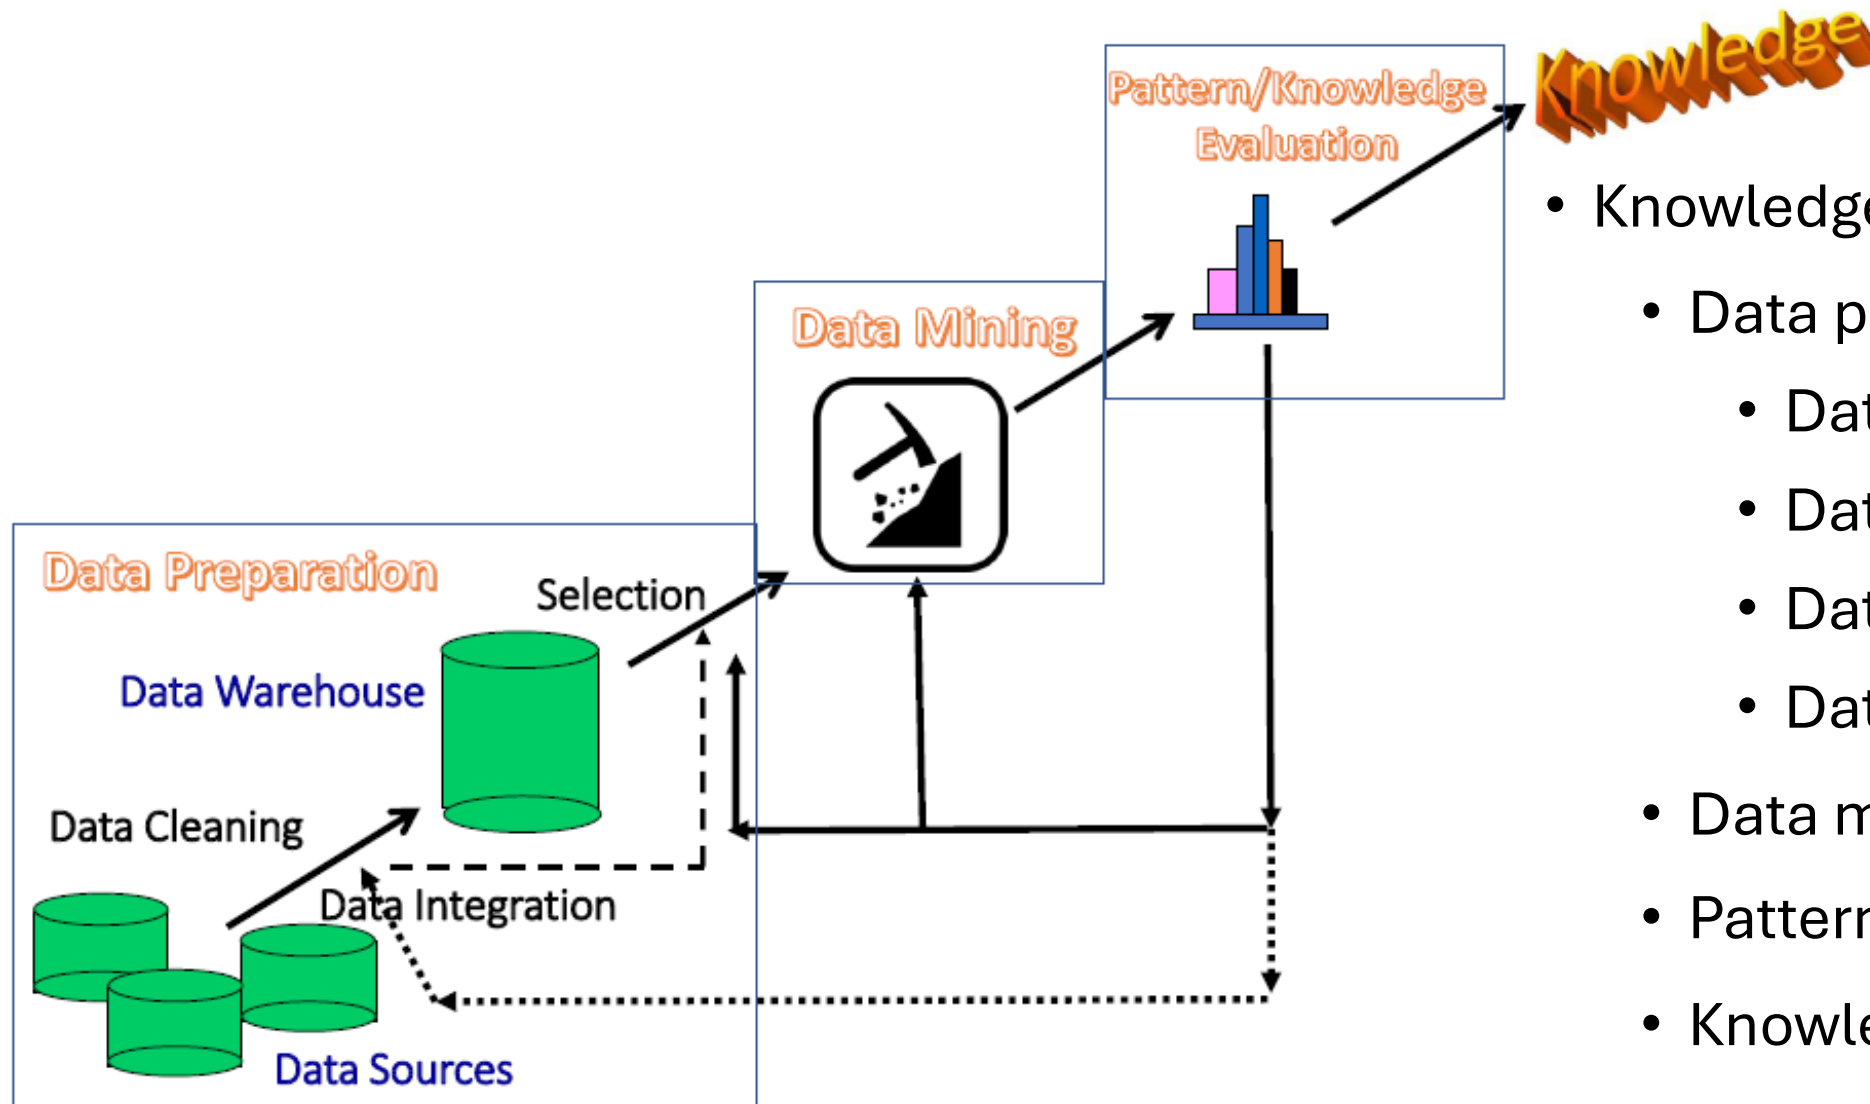 Knowledge
Pattern/Knowledge
Evaluation
Data Mining
Data Preparation
Selection
Data Warehouse
Data Cleaning
Data Integration
Data Sources
• Knowledge
• Data p
• Dat
• Dat
• Dat
• Dat
• Data m
• Pattern
• Knowle